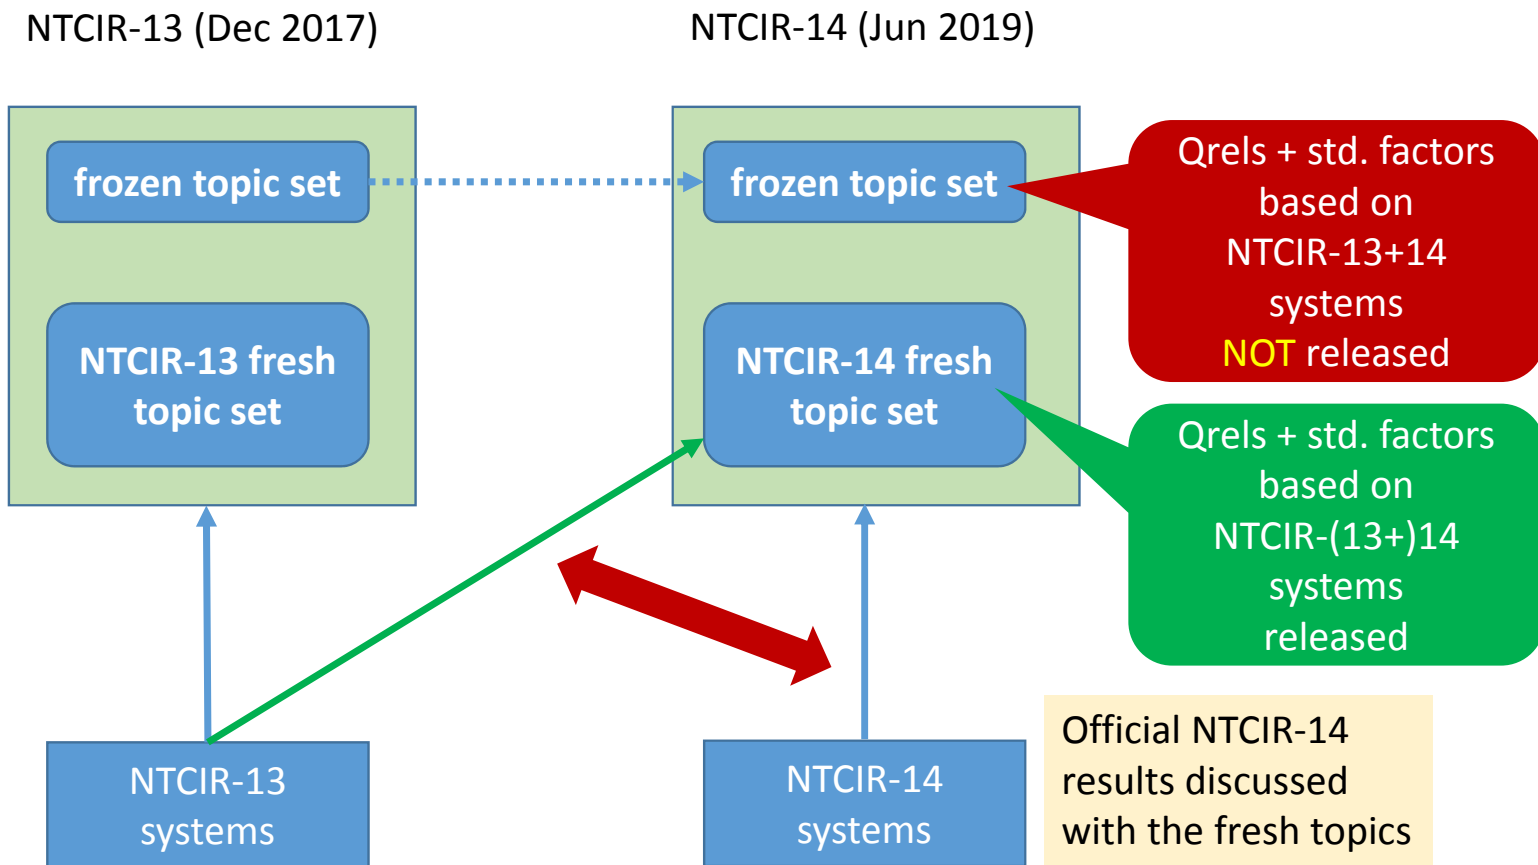 NTCIR-13 (Dec 2017)
NTCIR-14 (Jun 2019)
frozen topic set
frozen topic set
Qrels + std. factors
based on
NTCIR-13+14
systems
NOT released
NTCIR-13 fresh
topic set
NTCIR-14 fresh
topic set
Qrels + std. factors
based on
NTCIR-(13+)14
systems
released
NTCIR-13
systems
NTCIR-14
systems
Official NTCIR-14
results discussed
with the fresh topics